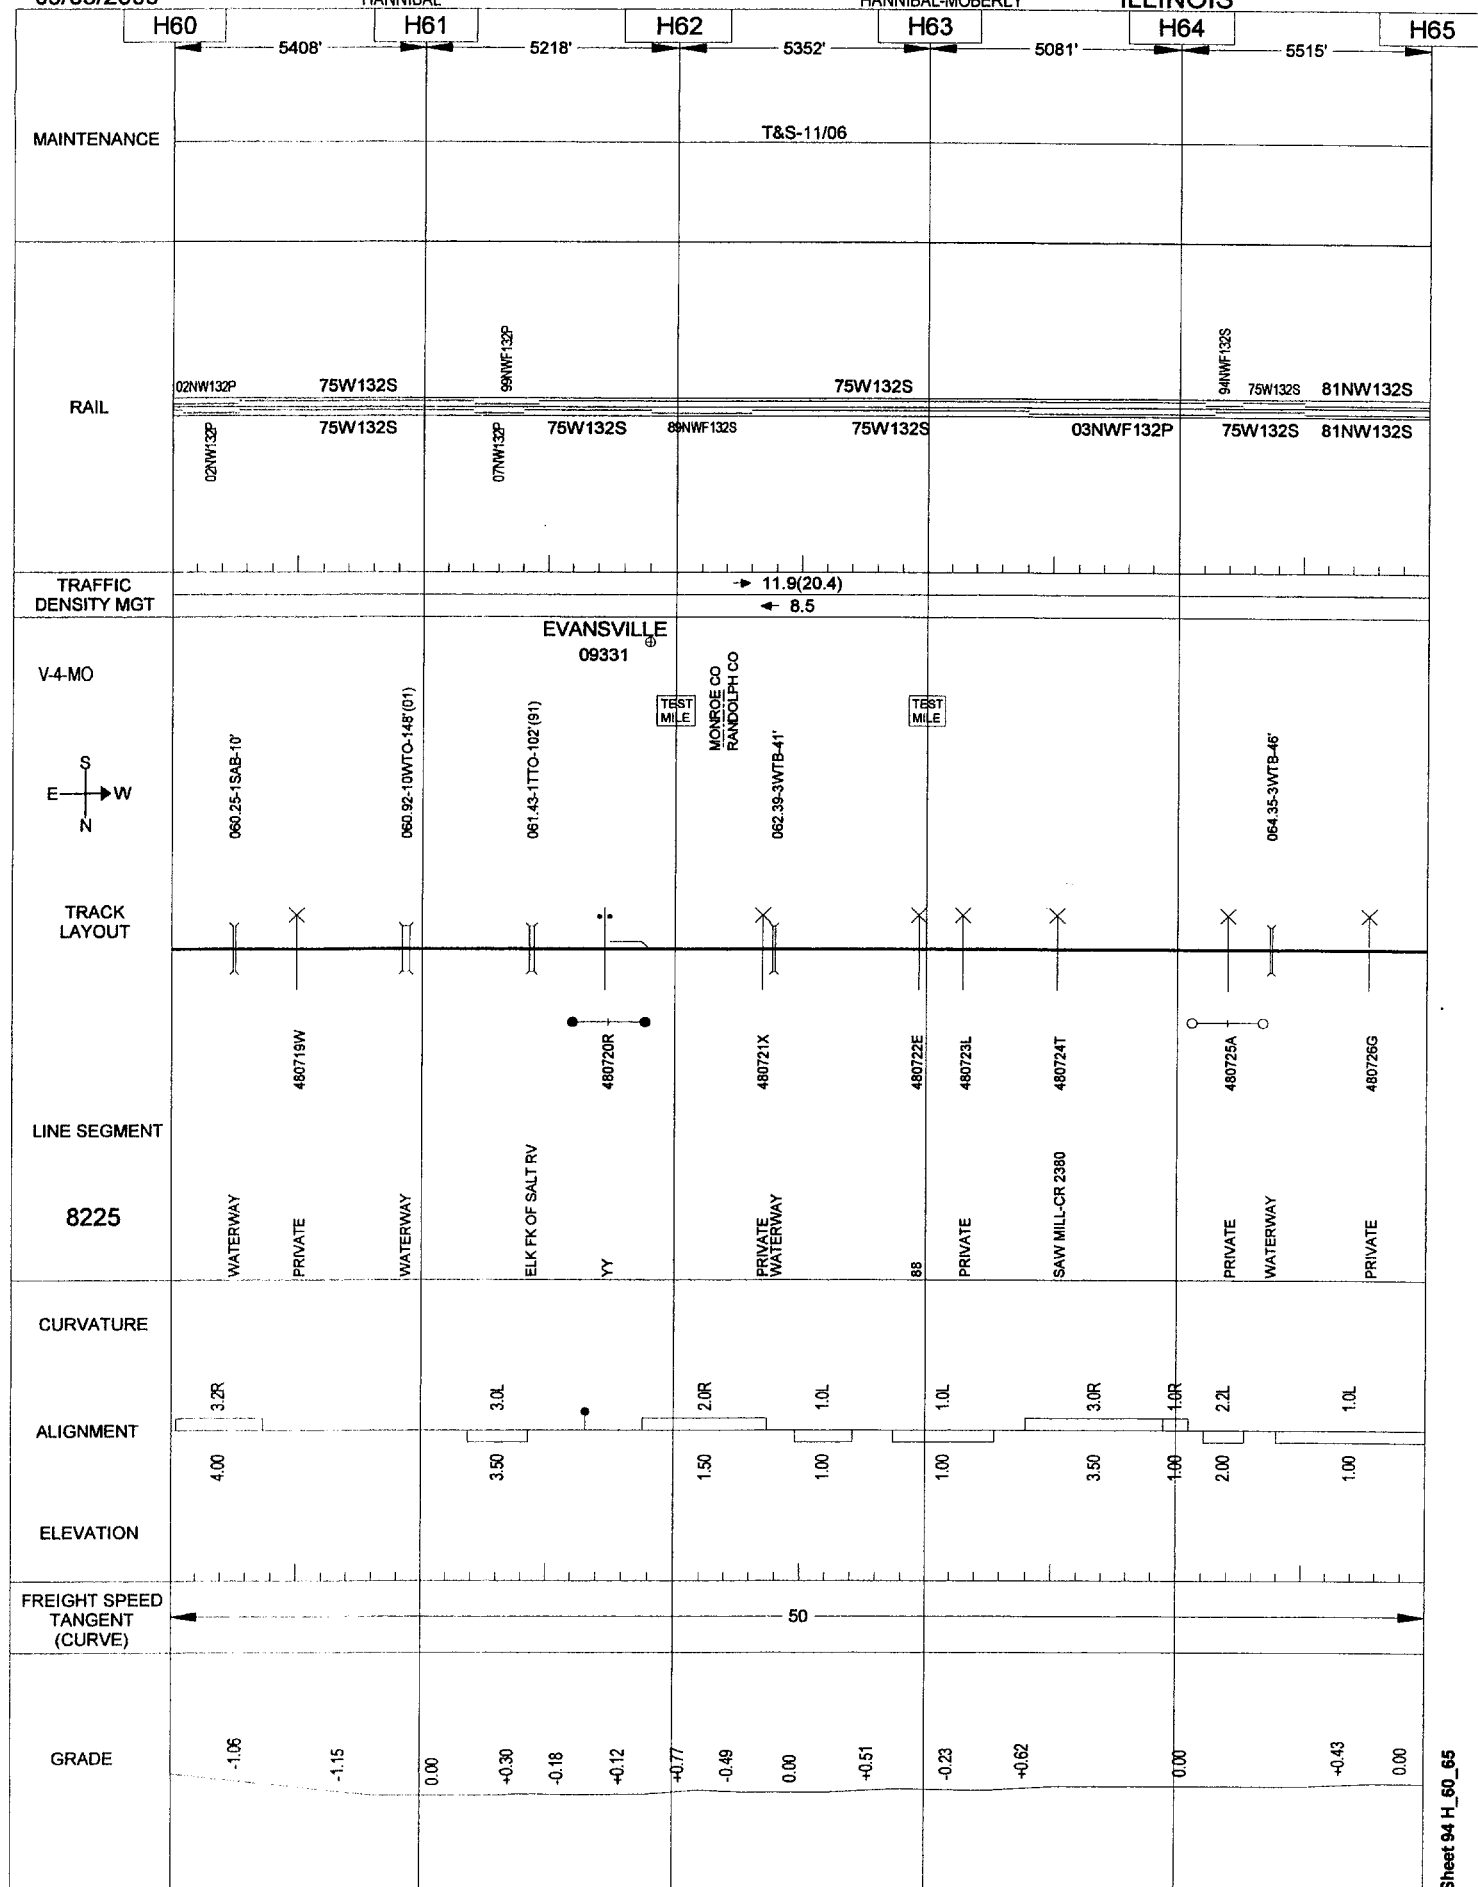 HANNIBAL
HANNIBAL-MOBERLY
ILLINOIS
H60
H61
H62
H63
H64
H65
5408'
5218'
5352'
5081'
5515'
MAINTENANCE
T&S-11/06
RAIL
02NW132P
75W132S
99NWF132P
75W132S
94NWF132S
75W132S
81NW132S
02NW132P
75W132S
07NW132P
75W132S
89NWF132S
75W132S
03NWF132P
75W132S
81NW132S
TRAFFIC
DENSITY MGT
11.9(20.4)
8.5
V-4-MO
EVANSVILLE
09331
TEST
MILE
MONROE CO
RANDOLPH CO
TEST
MILE
S
E
W
N
060.25-1SAB-10'
060.92-10WTO-148'(01)
061.43-1TTO-102'(91)
062.39-3WTB-41'
064.35-3WTB-46'
TRACK
LAYOUT
480719W
480720R
480721X
480722E
480723L
480724T
480725A
480726G
LINE SEGMENT
8225
WATERWAY
PRIVATE
WATERWAY
ELK FK OF SALT RV
YY
PRIVATE
WATERWAY
88
PRIVATE
SAW MILL-CR 2380
PRIVATE
WATERWAY
PRIVATE
CURVATURE
3.2R
3.0L
2.0R
1.0L
1.0L
3.0R
1.0R
2.2L
1.0L
ALIGNMENT
4.00
3.50
1.50
1.00
1.00
3.50
1.00
2.00
1.00
ELEVATION
FREIGHT SPEED
TANGENT
(CURVE)
50
GRADE
-1.06
-1.15
0.00
+0.30
-0.18
+0.12
+0.77
-0.49
0.00
+0.51
-0.23
+0.62
0.00
+0.43
0.00
Sheet 94 H_60_65